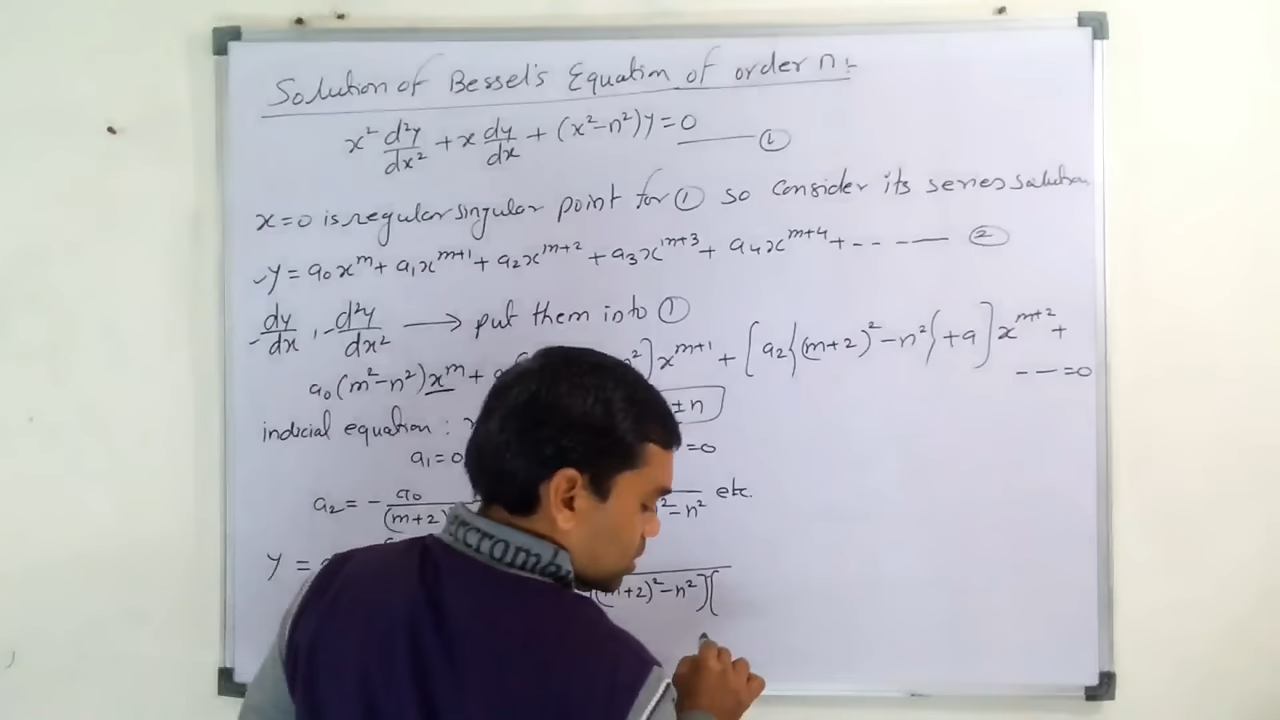 Solution of Bessel's Equation of order n :-
x² d²y/dx² + x dy/dx + (x²-n²)y = 0 —— ①
x=0 is regular singular point for ① so consider its series solution
y = a₀x^m + a₁x^{m+1} + a₂x^{m+2} + a₃x^{m+3} + a₄x^{m+4} + -- —— ②
dy/dx , d²y/dx² → put them into ①
a₀(m²-n²)x^m + n²]x^{m+1} + [a₂{(m+2)²-n²}+a]x^{m+2} +
-- =0
indicial equation : ±n
a₁=0 =0
a₂ = - a₀/(m+2) ²-n² etc.
y = (m+2)²-n²][
ercromb